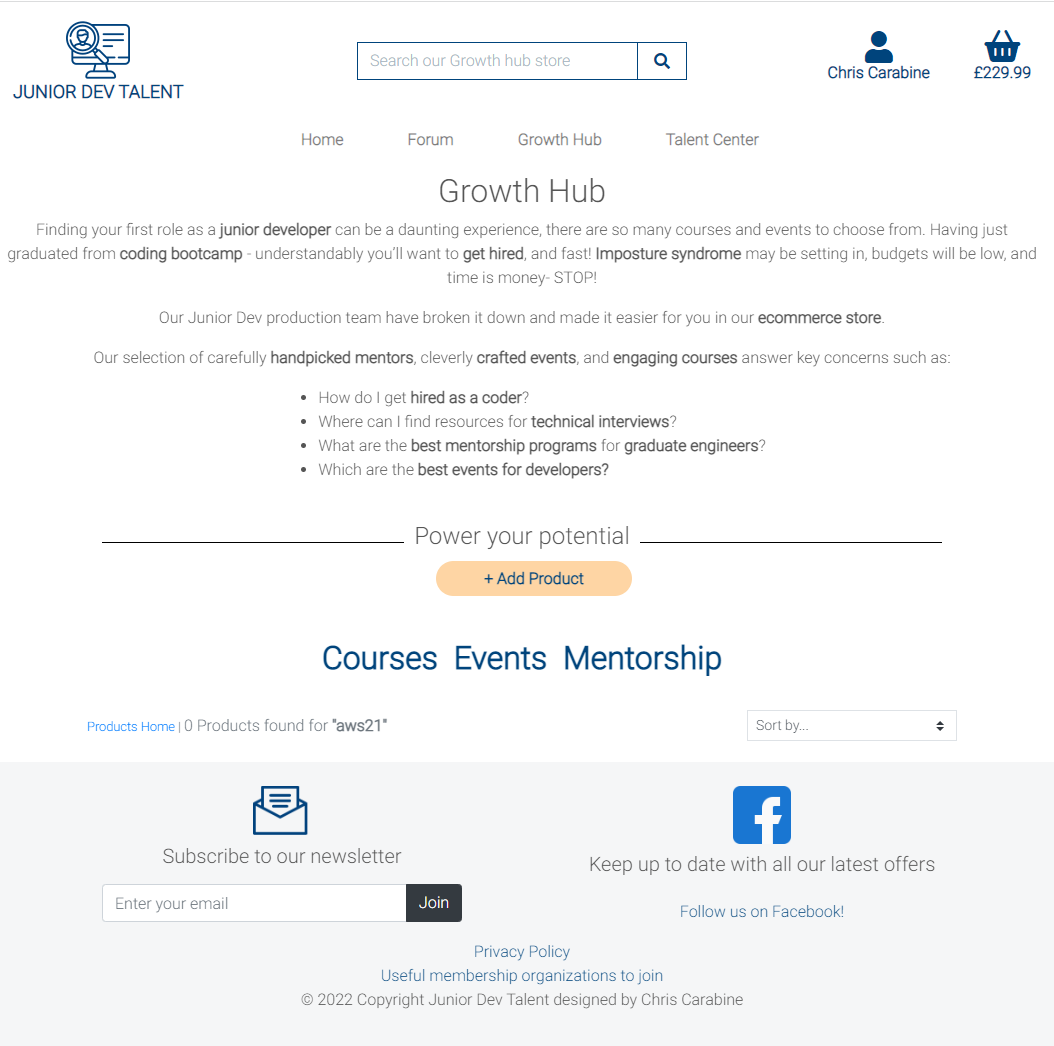 JUNIOR DEV TALENT
Search our Growth hub store
Chris Carabine
£229.99
Home Forum Growth Hub Talent Center
Growth Hub
Finding your first role as a junior developer can be a daunting experience, there are so many courses and events to choose from. Having just
graduated from coding bootcamp - understandably you'll want to get hired, and fast! Imposture syndrome may be setting in, budgets will be low, and
time is money- STOP!
Our Junior Dev production team have broken it down and made it easier for you in our ecommerce store.
Our selection of carefully handpicked mentors, cleverly crafted events, and engaging courses answer key concerns such as:
• How do I get hired as a coder?
• Where can I find resources for technical interviews?
• What are the best mentorship programs for graduate engineers?
• Which are the best events for developers?
Power your potential
+ Add Product
Courses Events Mentorship
Products Home | 0 Products found for "aws21"
Sort by...
Subscribe to our newsletter
Enter your email
Join
Keep up to date with all our latest offers
Follow us on Facebook!
Privacy Policy
Useful membership organizations to join
© 2022 Copyright Junior Dev Talent designed by Chris Carabine